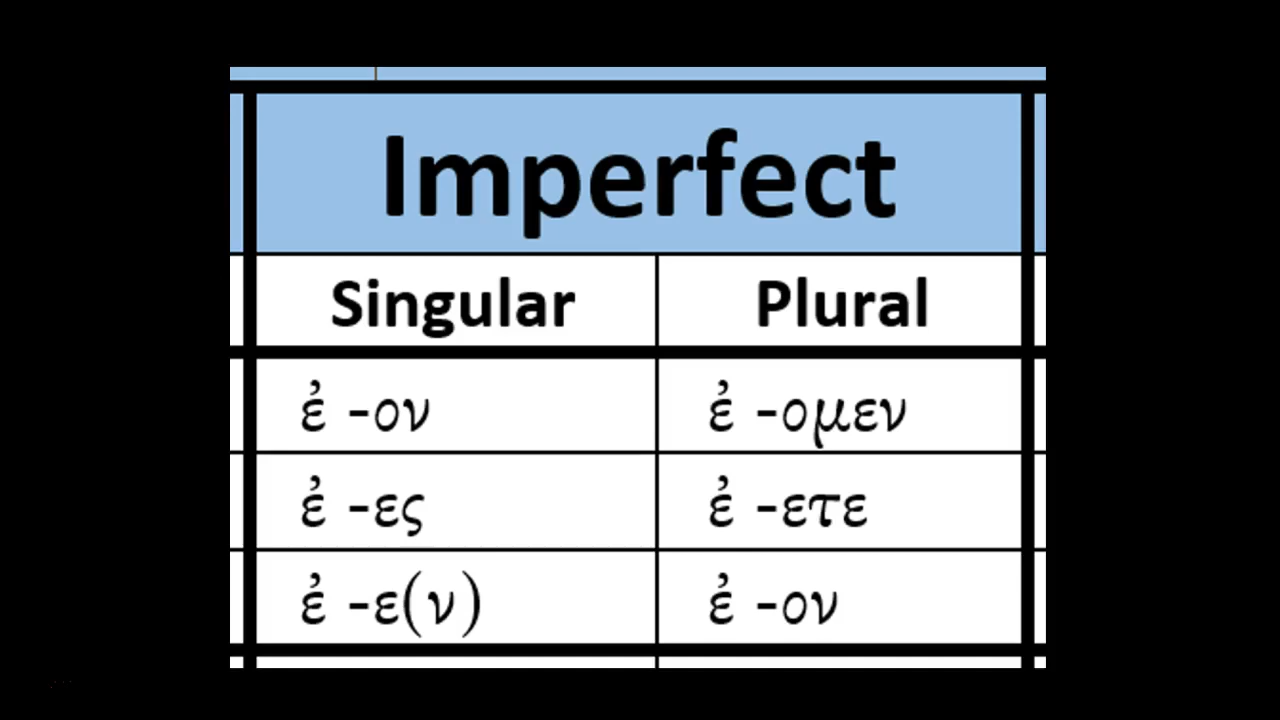 Imperfect
Singular Plural
ἐ -ον ἐ -ομεν
ἐ -ες ἐ -ετε
ἐ -ε(ν) ἐ -ον